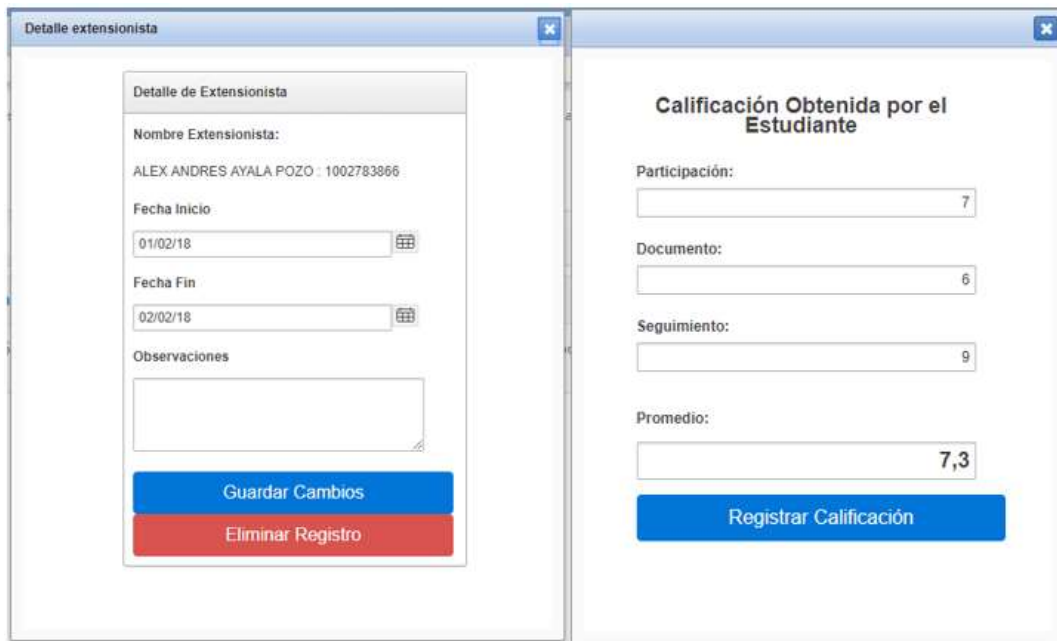 Detalle extensionista
Detalle de Extensionista
Nombre Extensionista:
ALEX ANDRES AYALA POZO : 1002783866
Fecha Inicio
01/02/18
Fecha Fin
02/02/18
Observaciones
Guardar Cambios
Eliminar Registro
Calificación Obtenida por el
Estudiante
Participación:
7
Documento:
6
Seguimiento:
9
Promedio:
7,3
Registrar Calificación